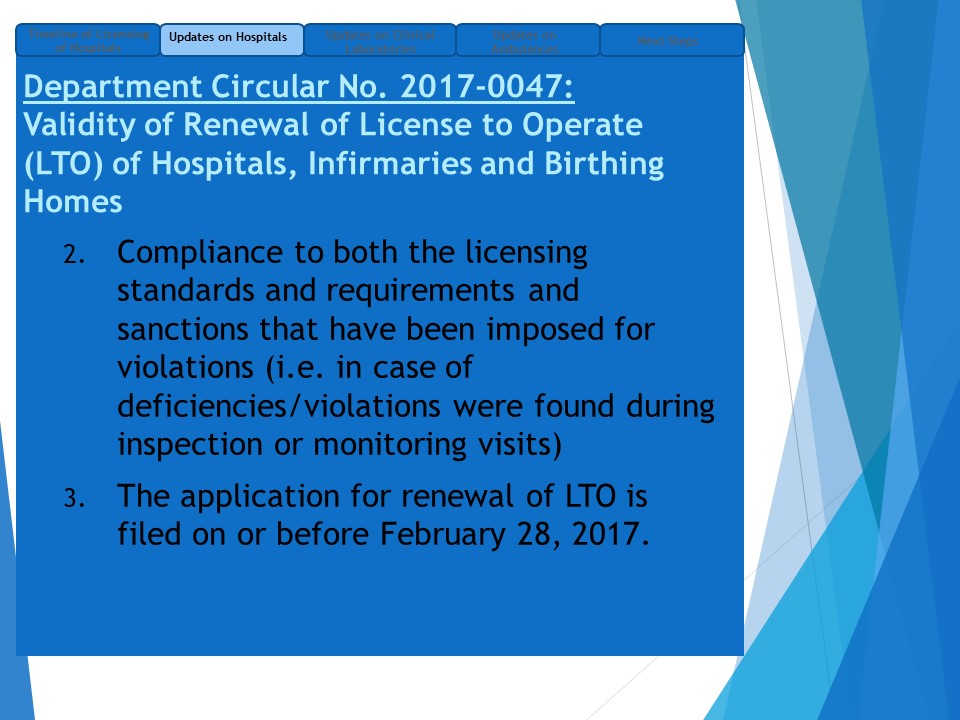 Timeline of Licensing
of Hospitals
Updates on Hospitals
Updates on Clinical
Laboratories
Updates on
Ambulances
Next Steps
Department Circular No. 2017-0047:
Validity of Renewal of License to Operate
(LTO) of Hospitals, Infirmaries and Birthing
Homes
2. Compliance to both the licensing
standards and requirements and
sanctions that have been imposed for
violations (i.e. in case of
deficiencies/violations were found during
inspection or monitoring visits)
3. The application for renewal of LTO is
filed on or before February 28, 2017.